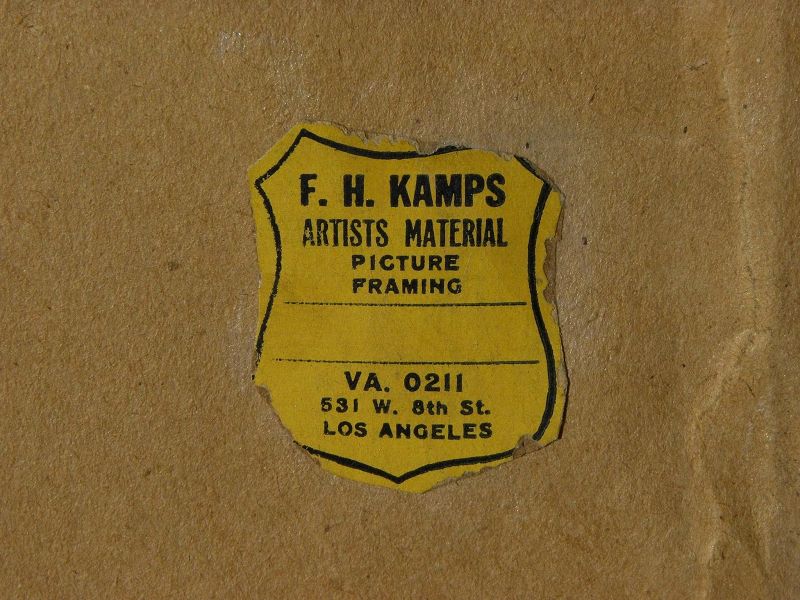 F. H. KAMPS
ARTISTS MATERIAL
PICTURE
FRAMING
VA. 0211
531 W. 8th St.
LOS ANGELES